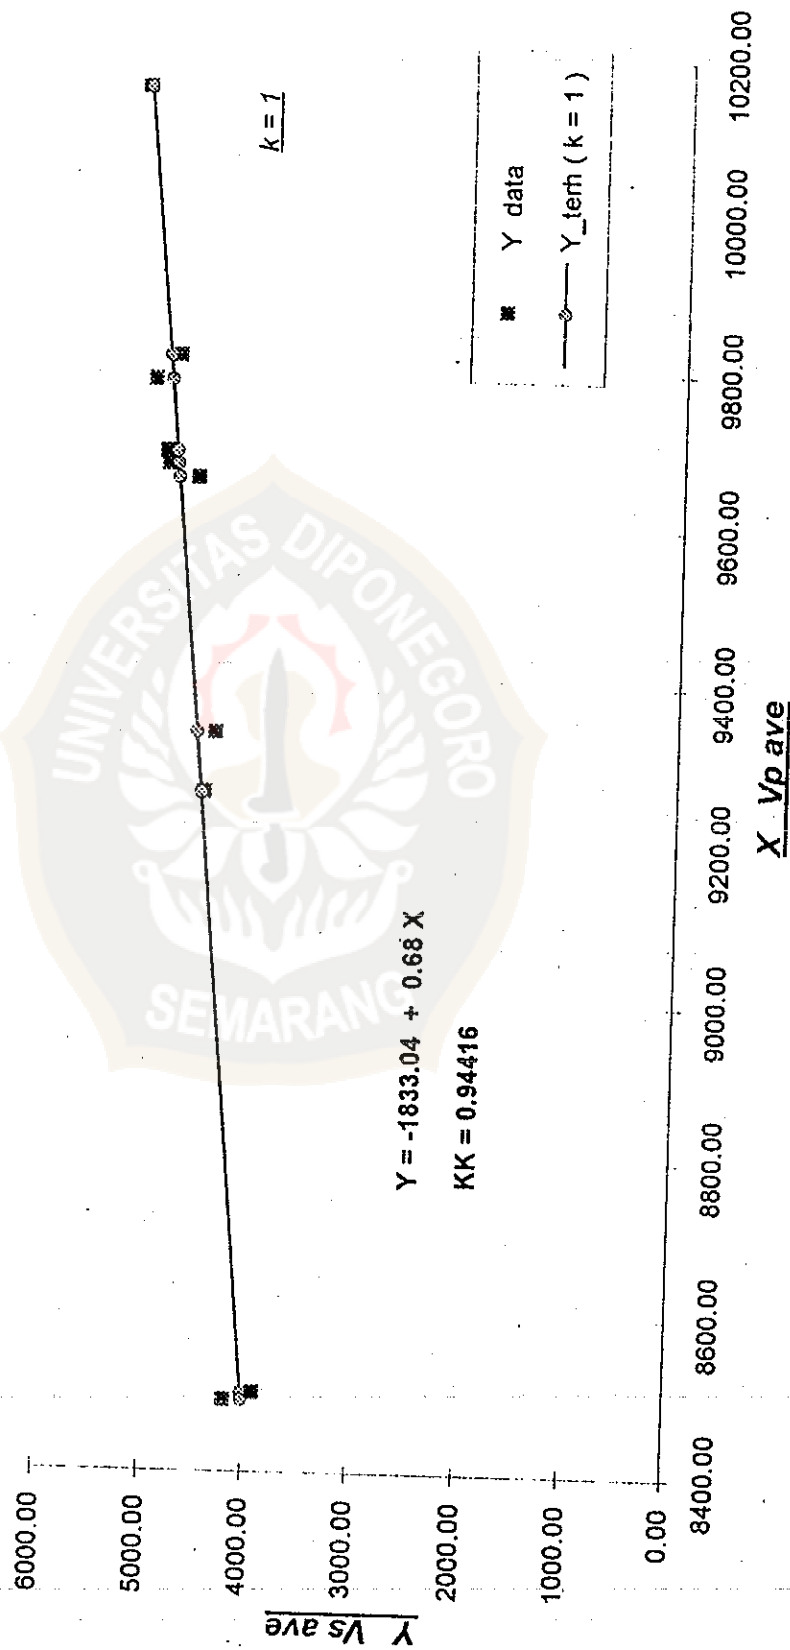 6000.00
5000.00
4000.00
3000.00
2000.00
1000.00
0.00
Y Vs ave
k = 1
Y = -1833.04 + 0.68 X
KK = 0.94416
Y data
Y_terh ( k = 1 )
8400.00
8600.00
8800.00
9000.00
9200.00
9400.00
9600.00
9800.00
10000.00
10200.00
X Vp ave
UNIVERSITAS DIPONEGORO
SEMARANG